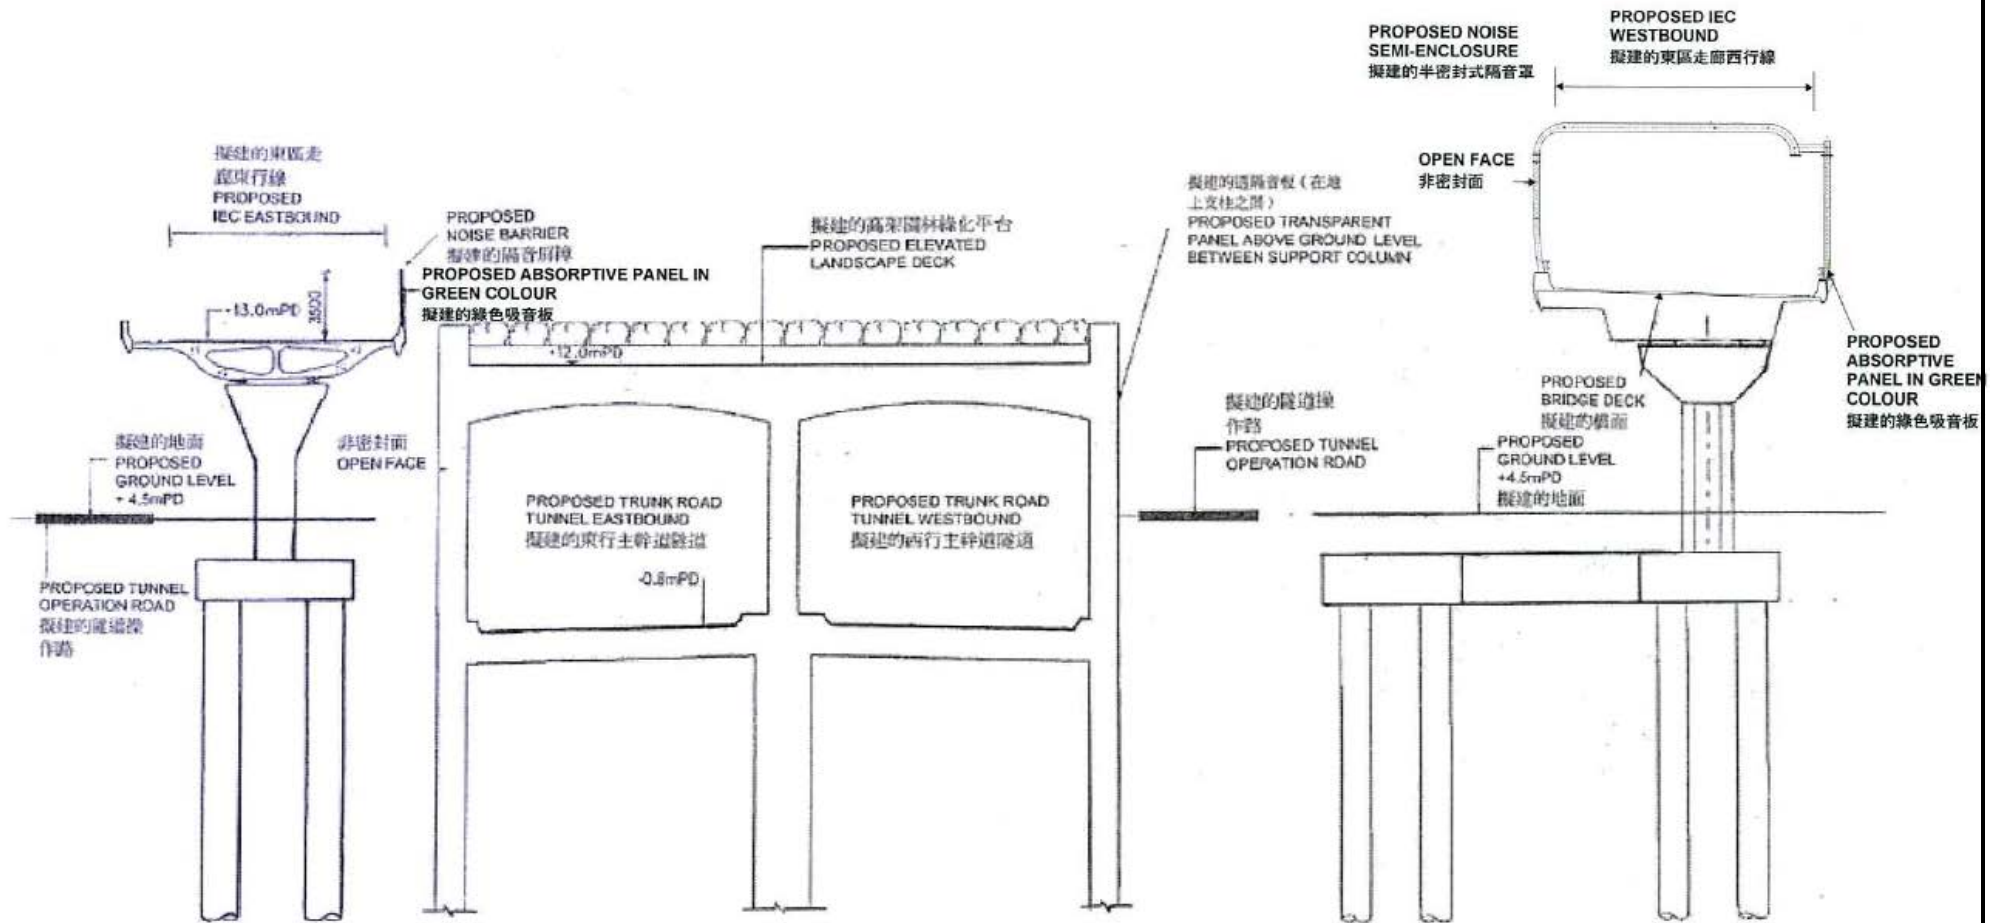 擬建的東區走
廊東行線
PROPOSED
IEC EASTBOUND
PROPOSED
NOISE BARRIER
擬建的隔音屏障
PROPOSED ABSORPTIVE PANEL IN
GREEN COLOUR
擬建的綠色吸音板
3500
擬建的地面
PROPOSED
GROUND LEVEL
+ 4.5mPD
非密封面
OPEN FACE
PROPOSED TUNNEL
OPERATION ROAD
擬建的隧道操
作路
擬建的高架園林綠化平台
PROPOSED ELEVATED
LANDSCAPE DECK
+12.0mPD
PROPOSED TRUNK ROAD
TUNNEL EASTBOUND
擬建的東行主幹道隧道
-0.8mPD
PROPOSED TRUNK ROAD
TUNNEL WESTBOUND
擬建的西行主幹道隧道
上支柱之間）
PROPOSED TRANSPARENT
PANEL ABOVE GROUND LEVEL
BETWEEN SUPPORT COLUMN
擬建的隧道操
作路
PROPOSED TUNNEL
OPERATION ROAD
PROPOSED NOISE
SEMI-ENCLOSURE
擬建的半密封式隔音罩
PROPOSED IEC
WESTBOUND
擬建的東區走廊西行線
OPEN FACE
非密封面
PROPOSED
BRIDGE DECK
擬建的橋面
PROPOSED
GROUND LEVEL
+4.5mPD
擬建的地面
PROPOSED
ABSORPTIVE
PANEL IN GREEN
COLOUR
擬建的綠色吸音板